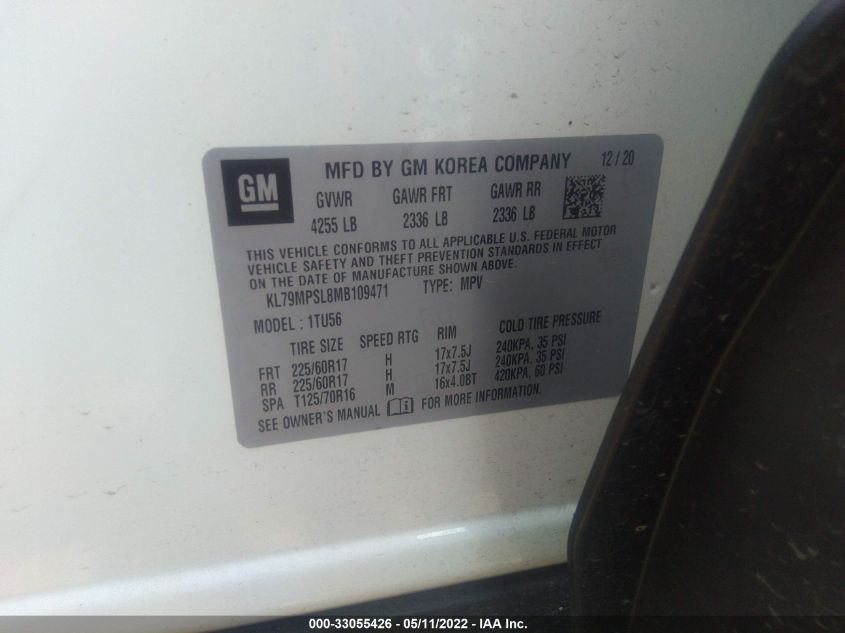 GM
MFD BY GM KOREA COMPANY 12 / 20
GVWR GAWR FRT GAWR RR
4255 LB 2336 LB 2336 LB
THIS VEHICLE CONFORMS TO ALL APPLICABLE U.S. FEDERAL MOTOR
VEHICLE SAFETY AND THEFT PREVENTION STANDARDS IN EFFECT
ON THE DATE OF MANUFACTURE SHOWN ABOVE.
KL79MPSL8MB109471 TYPE: MPV
MODEL : 1TU56
TIRE SIZE SPEED RTG RIM COLD TIRE PRESSURE
FRT 225/60R17 H 17x7.5J 240KPA, 35 PSI
RR 225/60R17 H 17x7.5J 240KPA, 35 PSI
SPA T125/70R16 M 16x4.0BT 420KPA, 60 PSI
SEE OWNER'S MANUAL FOR MORE INFORMATION.
000-33055426 - 05/11/2022 - IAA Inc.